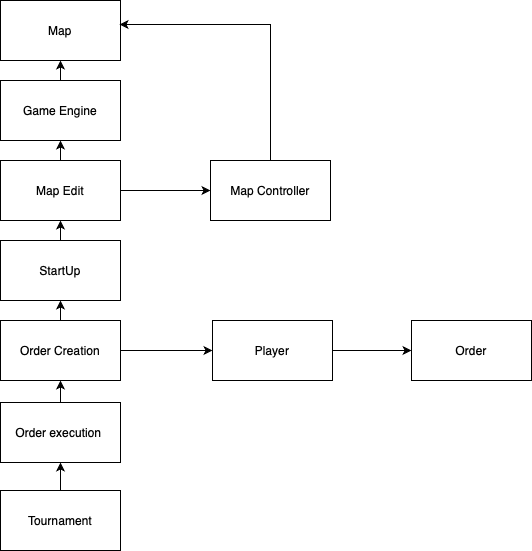 Map
Game Engine
Map Edit
Map Controller
StartUp
Order Creation
Player
Order
Order execution
Tournament